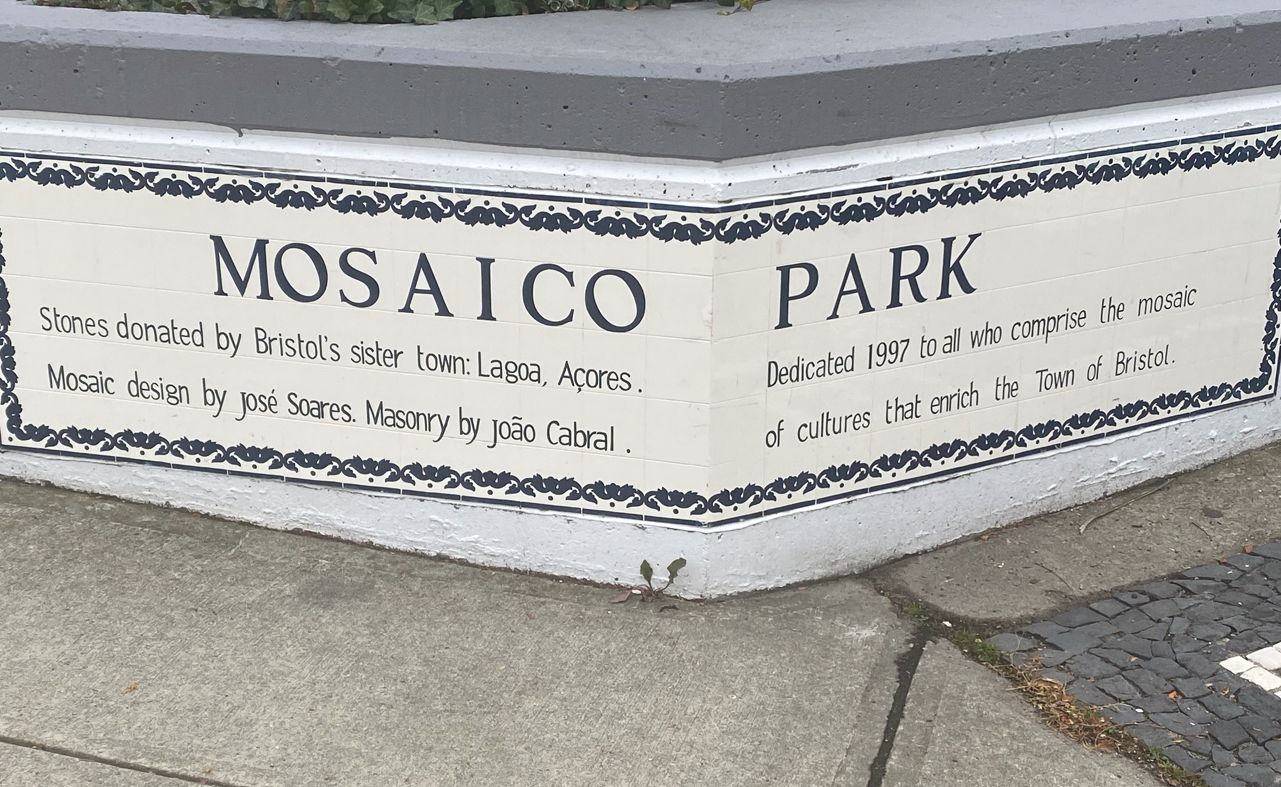 MOSAICO PARK
Stones donated by Bristol's sister town: Lagoa, Açores.
Mosaic design by josé Soares. Masonry by joão Cabral.
Dedicated 1997 to all who comprise the mosaic
of cultures that enrich the Town of Bristol.